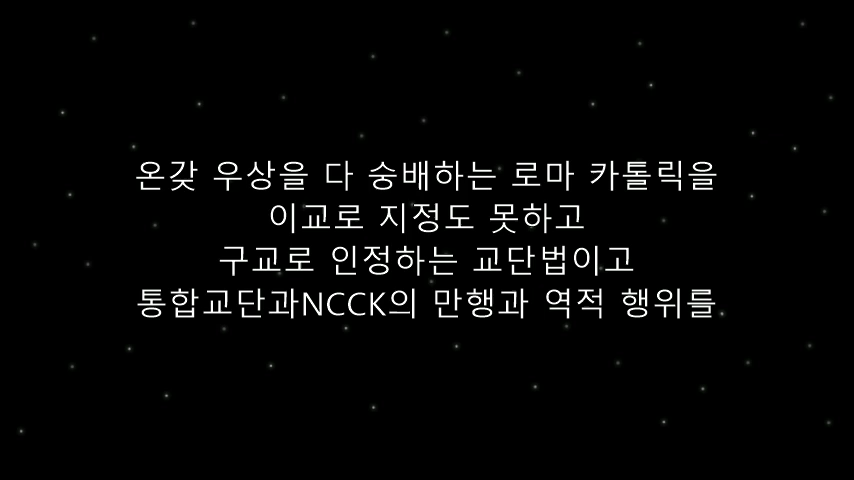 온갖 우상을 다 숭배하는 로마 카톨릭을
이교로 지정도 못하고
구교로 인정하는 교단법이고
통합교단과NCCK의 만행과 역적 행위를